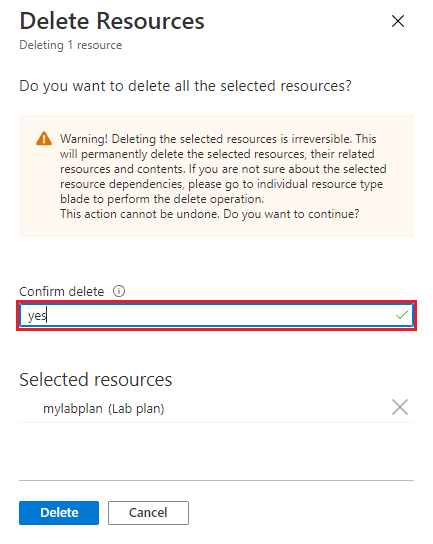 Delete Resources
Deleting 1 resource
Do you want to delete all the selected resources?
Warning! Deleting the selected resources is irreversible. This
will permanently delete the selected resources, their related
resources and contents. If you are not sure about the selected
resource dependencies, please go to individual resource type
blade to perform the delete operation.
This action cannot be undone. Do you want to continue?
Confirm delete
yes
Selected resources
mylabplan (Lab plan)
Delete
Cancel